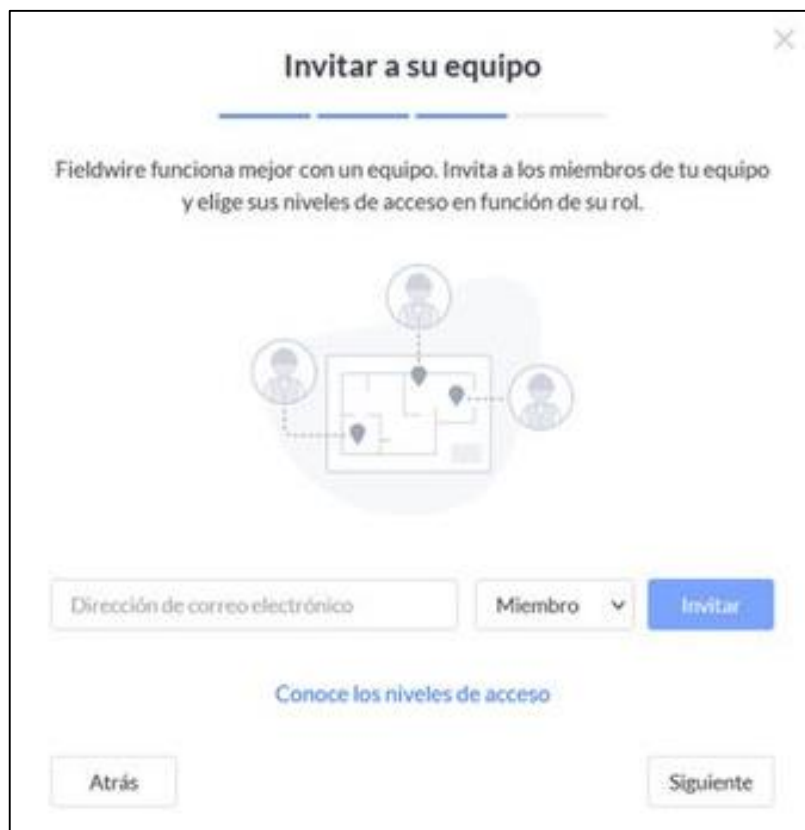 Invitar a su equipo
Fieldwire funciona mejor con un equipo. Invita a los miembros de tu equipo
y elige sus niveles de acceso en función de su rol.
Dirección de correo electrónico
Miembro
Invitar
Conoce los niveles de acceso
Atrás
Siguiente